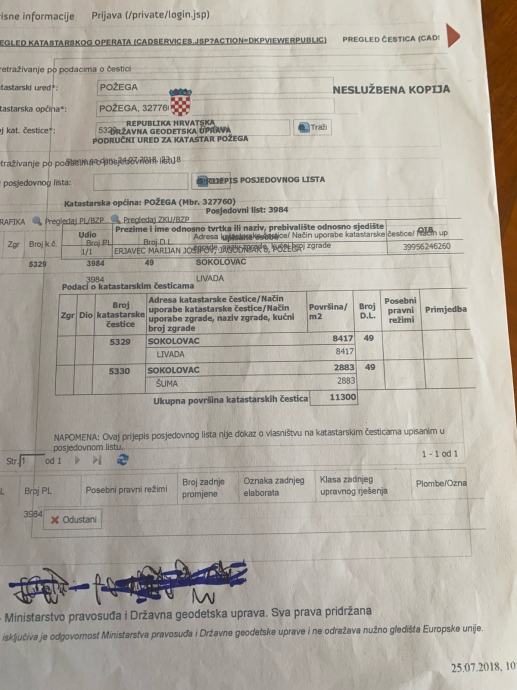 isne informacije Prijava (/private/login.jsp)
EGLED KATASTARSKOG OPERATA (CADSERVICES.JSP?ACTION=DKPVIEWERPUBLIC) PREGLED ČESTICA (CAD
retraživanje po podacima o čestici
tastarski ured*: POŽEGA NESLUŽBENA KOPIJA
tastarska općina*: POŽEGA, 32776
REPUBLIKA HRVATSKA
j kat. čestice*: 5329 DRŽAVNA GEODETSKA UPRAVA Traži
PODRUČNI URED ZA KATASTAR POŽEGA
etraživanje po
posjedovnog lista: PRIJEPIS POSJEDOVNOG LISTA
Katastarska općina: POŽEGA (Mbr. 327760)
Posjedovni list: 3984
RAFIKA Pregledaj PL/BZP Pregledaj ZKU/BZP
Udio Prezime i ime odnosno tvrtka ili naziv, prebivalište odnosno sjedište
Zgr Broj k.č. Broj PL Broj D.L. Adresa katastarske čestice/ Način uporabe katastarske čestice/ Način up
1/1 ERJAVEC MARIJAN 39956246260
5329 3984 49 SOKOLOVAC
3984 LIVADA
Podaci o katastarskim česticama
Zgr Dio Broj katastarske čestice Adresa katastarske čestice/Način uporabe katastarske čestice/Način uporabe zgrade, naziv zgrade, kućni broj zgrade Površina/ m2 Broj D.L. Posebni pravni režimi Primjedba
5329 SOKOLOVAC 8417 49
LIVADA 8417
5330 SOKOLOVAC 2883 49
ŠUMA 2883
Ukupna površina katastarskih čestica 11300
NAPOMENA: Ovaj prijepis posjedovnog lista nije dokaz o vlasništvu na katastarskim česticama upisanim u
posjedovnom listu.
Str. 1 od 1 1 - 1 od 1
L Broj PL Posebni pravni režimi Broj zadnje promjene Oznaka zadnjeg elaborata Klasa zadnjeg upravnog rješenja Plombe/Ozna
3984
Odustani
- Ministarstvo pravosuđa i Državna geodetska uprava. Sva prava pridržana
isključiva je odgovornost Ministarstva pravosuđa i Državne geodetske uprave i ne odražava nužno gledišta Europske unije.
25.07.2018, 10